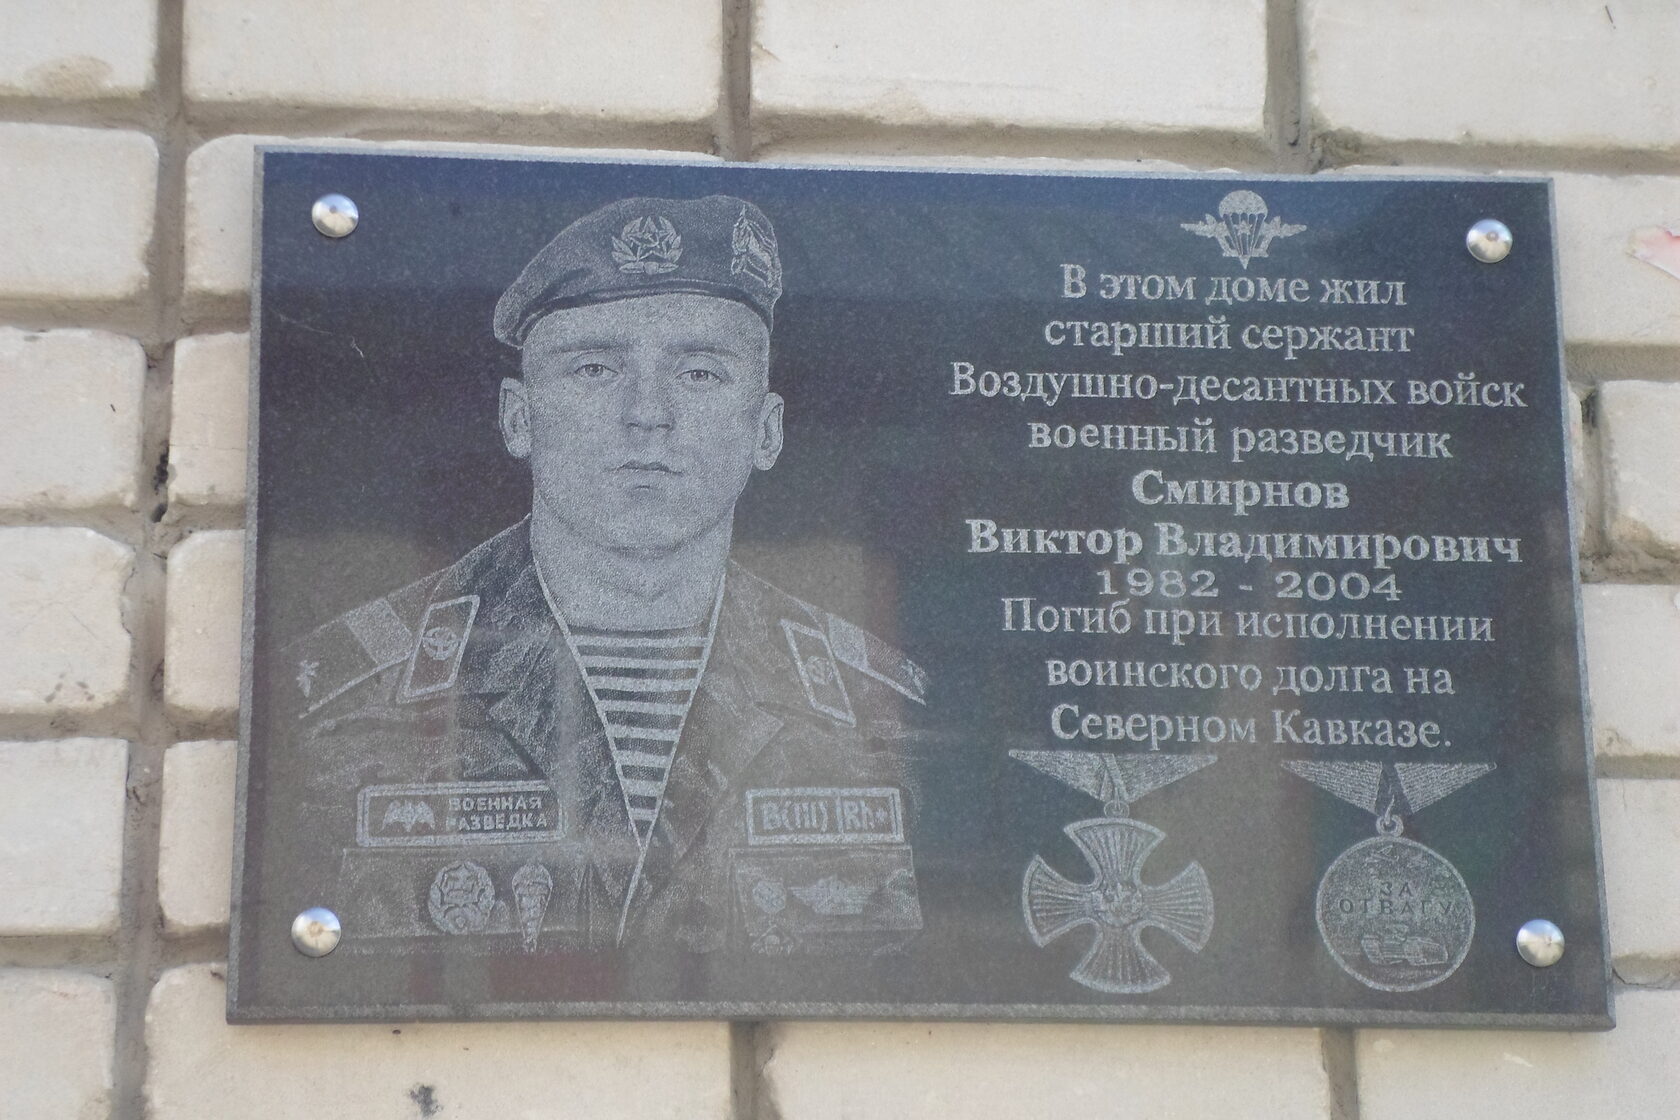 В этом доме жил
старший сержант
Воздушно-десантных войск
военный разведчик
Смирнов
Виктор Владимирович
1982 - 2004
Погиб при исполнении
воинского долга на
Северном Кавказе.
ВОЕННАЯ
РАЗВЕДКА
B(III) Rh+
ЗА
ОТВАГУ